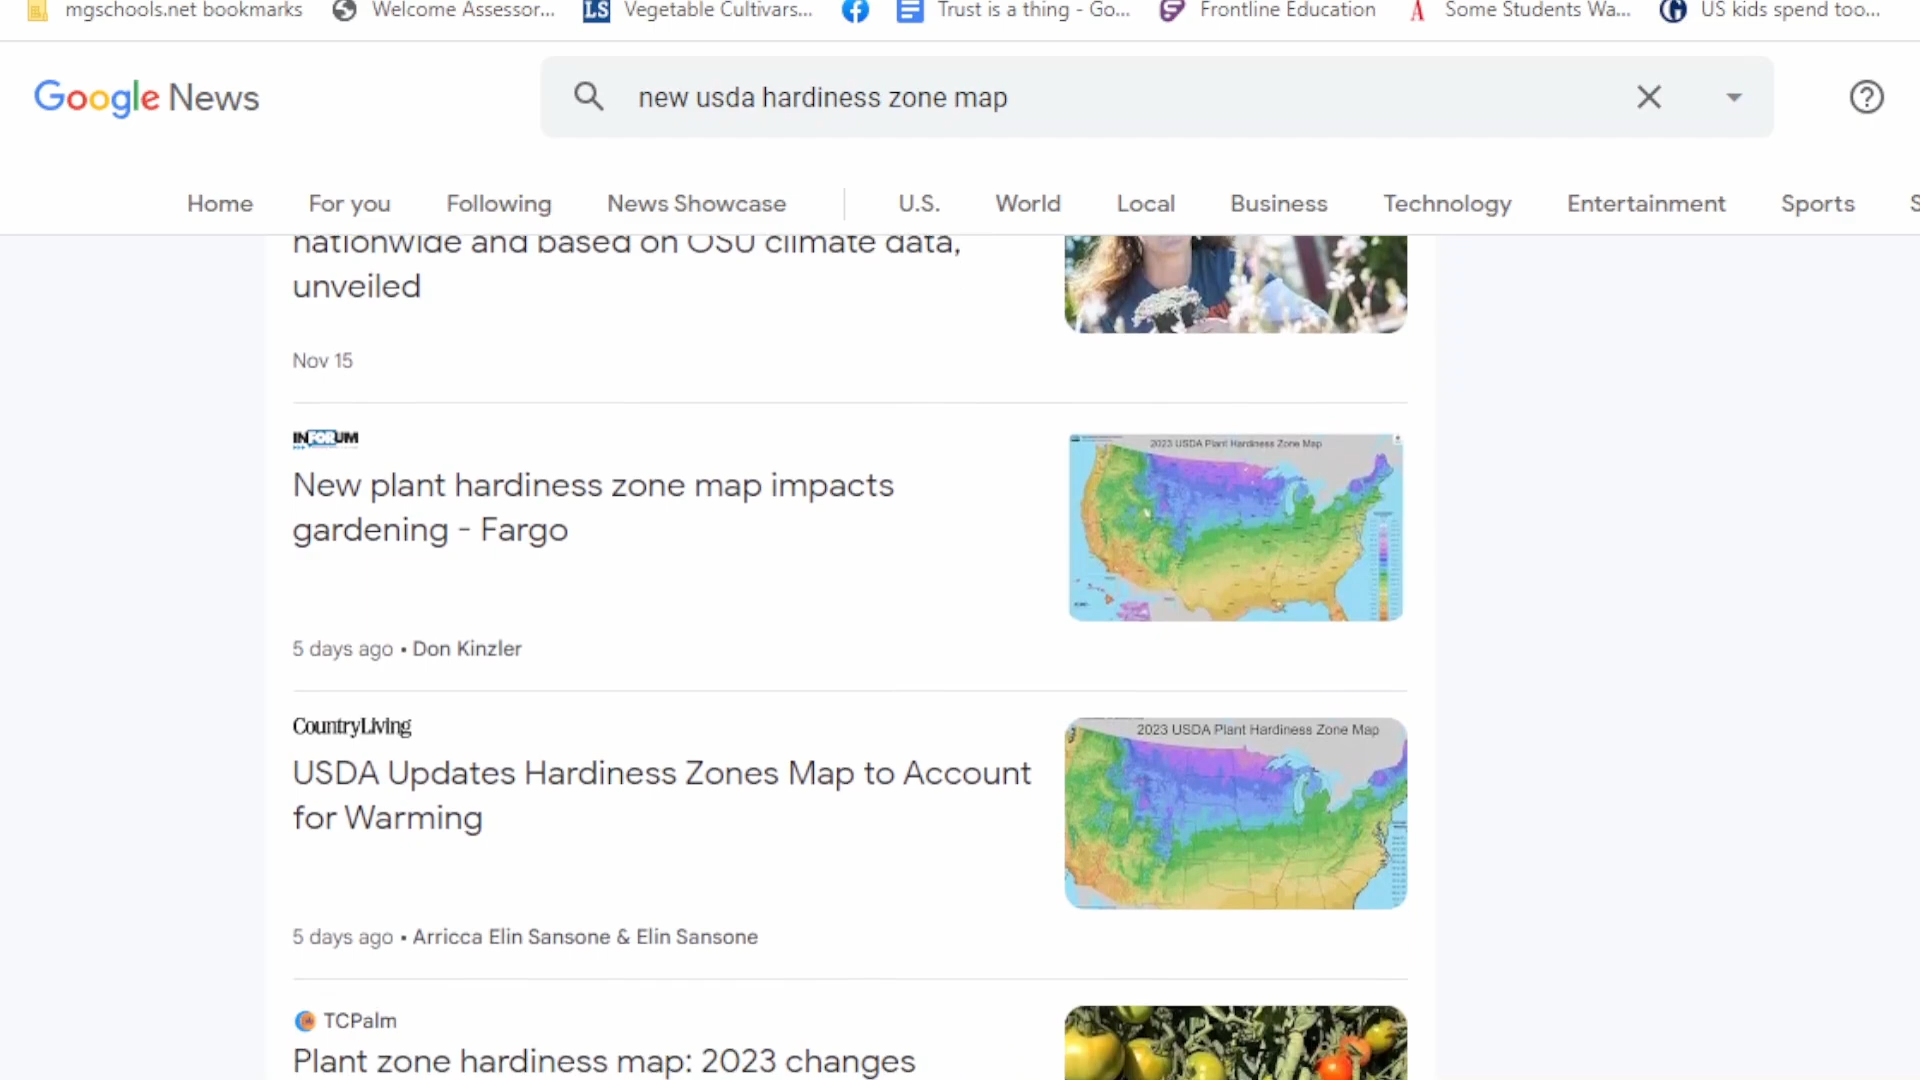 mgschools.net bookmarks
Welcome Assessor...
LS
Vegetable Cultivars...
Trust is a thing - Go...
Frontline Education
Some Students Wa...
US kids spend too...
Google News
new usda hardiness zone map
Home
For you
Following
News Showcase
U.S.
World
Local
Business
Technology
Entertainment
Sports
S
nationwide and based on OSU climate data,
unveiled
Nov 15
INFORUM
2023 USDA Plant Hardiness Zone Map
New plant hardiness zone map impacts
gardening - Fargo
5 days ago • Don Kinzler
CountryLiving
2023 USDA Plant Hardiness Zone Map
USDA Updates Hardiness Zones Map to Account
for Warming
5 days ago • Arricca Elin Sansone & Elin Sansone
TCPalm
Plant zone hardiness map: 2023 changes